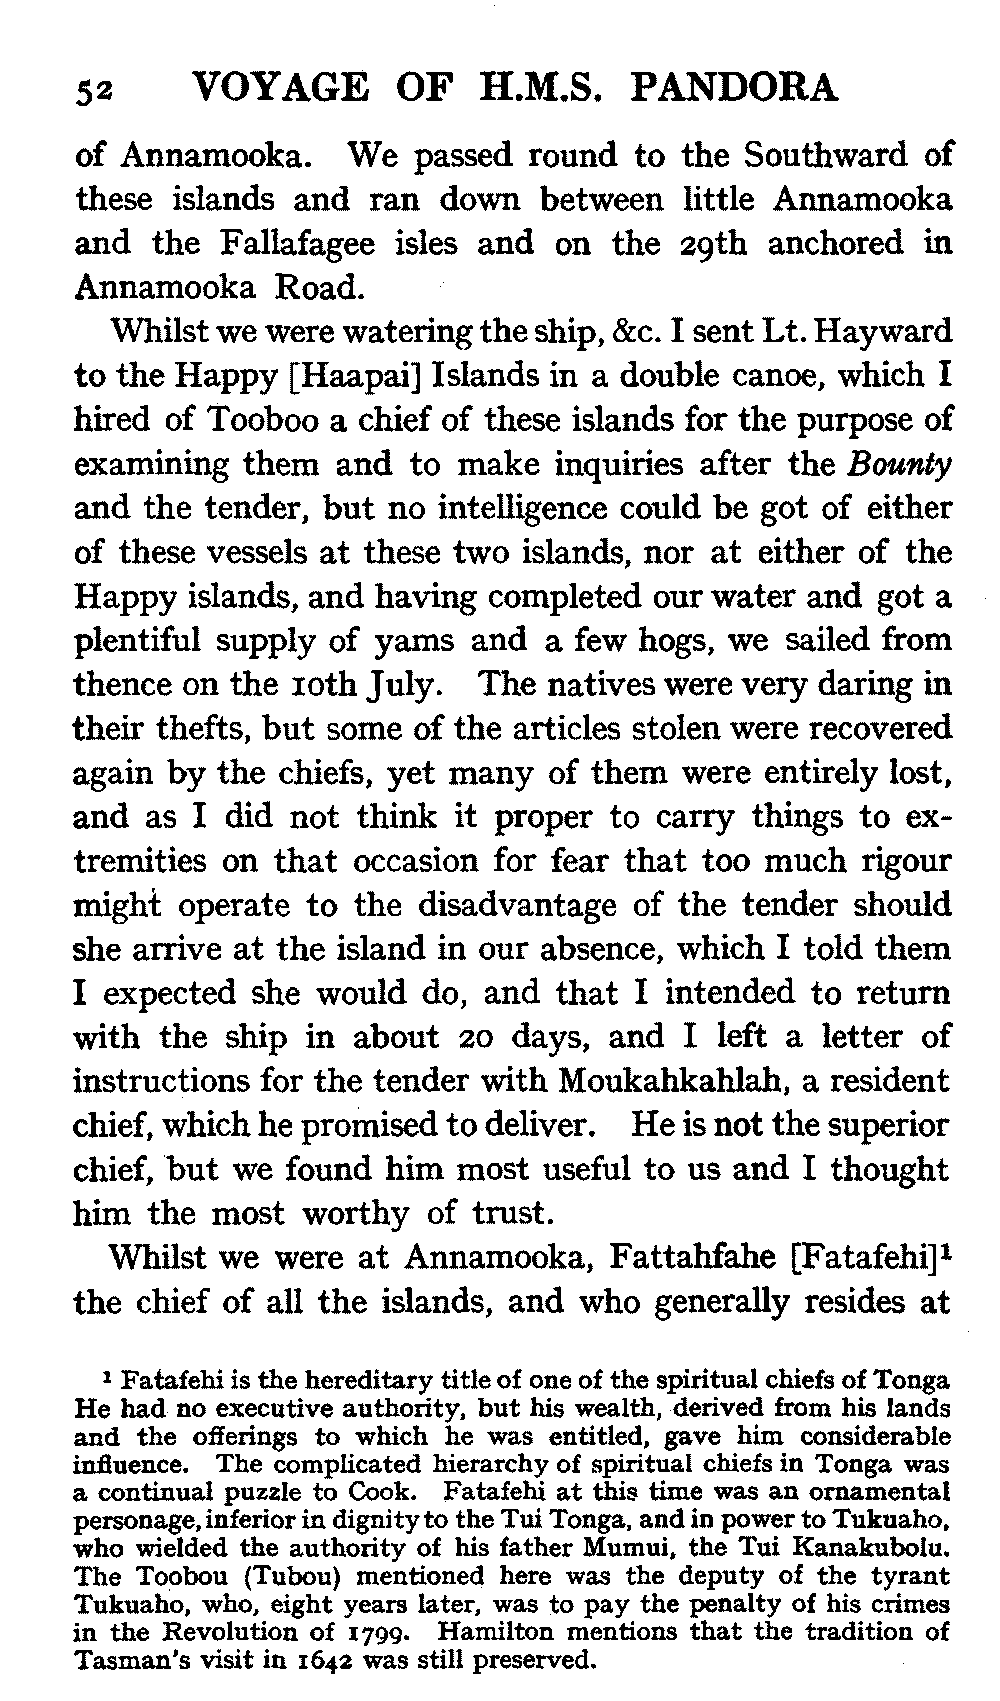 52 VOYAGE OF H.M.S. PANDORA
of Annamooka. We passed round to the Southward of
these islands and ran down between little Annamooka
and the Fallafagee isles and on the 29th anchored in
Annamooka Road.
Whilst we were watering the ship, &c. I sent Lt. Hayward
to the Happy [Haapai] Islands in a double canoe, which I
hired of Tooboo a chief of these islands for the purpose of
examining them and to make inquiries after the Bounty
and the tender, but no intelligence could be got of either
of these vessels at these two islands, nor at either of the
Happy islands, and having completed our water and got a
plentiful supply of yams and a few hogs, we sailed from
thence on the 10th July. The natives were very daring in
their thefts, but some of the articles stolen were recovered
again by the chiefs, yet many of them were entirely lost,
and as I did not think it proper to carry things to ex-
tremities on that occasion for fear that too much rigour
might operate to the disadvantage of the tender should
she arrive at the island in our absence, which I told them
I expected she would do, and that I intended to return
with the ship in about 20 days, and I left a letter of
instructions for the tender with Moukahkahlah, a resident
chief, which he promised to deliver. He is not the superior
chief, but we found him most useful to us and I thought
him the most worthy of trust.
Whilst we were at Annamooka, Fattahfahe [Fatafehi]¹
the chief of all the islands, and who generally resides at
¹ Fatafehi is the hereditary title of one of the spiritual chiefs of Tonga
He had no executive authority, but his wealth, derived from his lands
and the offerings to which he was entitled, gave him considerable
influence. The complicated hierarchy of spiritual chiefs in Tonga was
a continual puzzle to Cook. Fatafehi at this time was an ornamental
personage, inferior in dignity to the Tui Tonga, and in power to Tukuaho,
who wielded the authority of his father Mumui, the Tui Kanakubolu.
The Toobou (Tubou) mentioned here was the deputy of the tyrant
Tukuaho, who, eight years later, was to pay the penalty of his crimes
in the Revolution of 1799. Hamilton mentions that the tradition of
Tasman's visit in 1642 was still preserved.